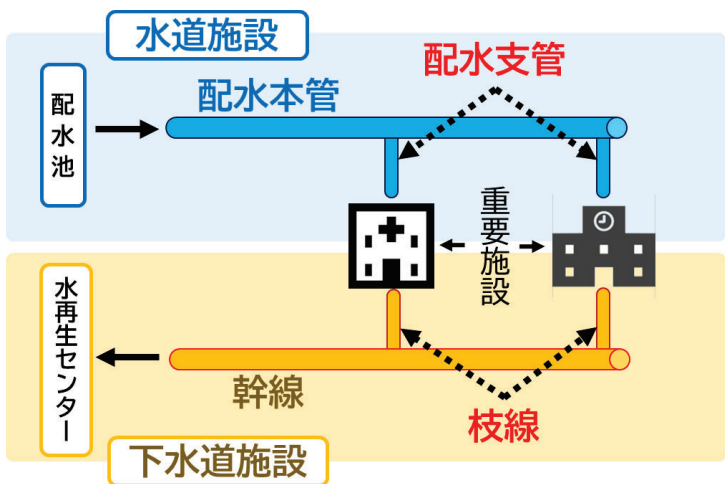 水道施設
配水支管
配水本管
配水池
重要施設
水再生センター
幹線
枝線
下水道施設